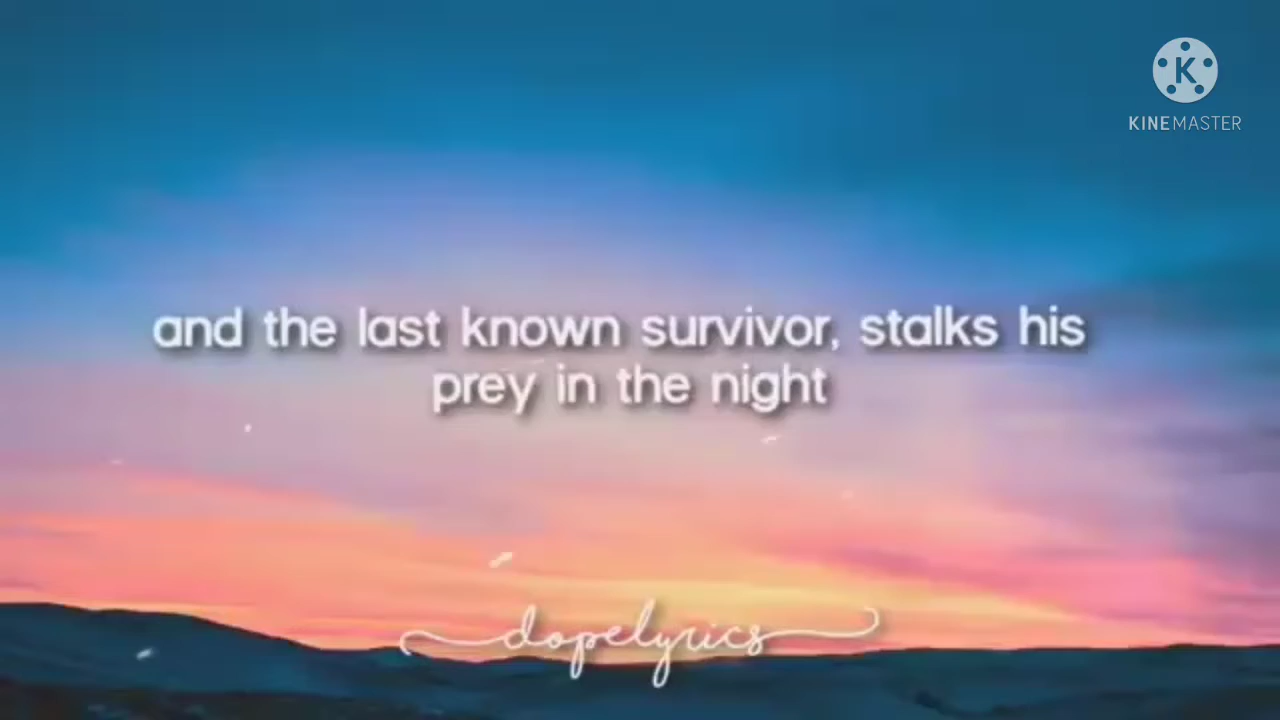 KINEMASTER
and the last known survivor, stalks his
prey in the night
dopelyrics